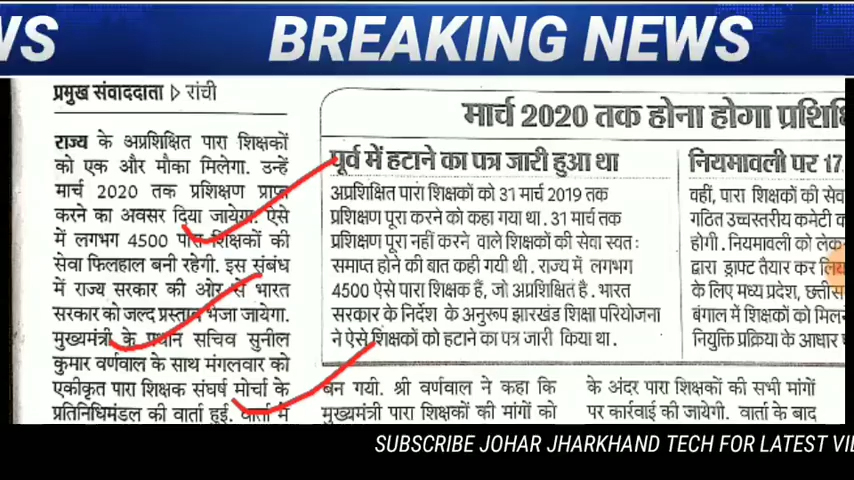 WS BREAKING NEWS
प्रमुख संवाददाता ▷ रांची
राज्य के अप्रशिक्षित पारा शिक्षकों
को एक और मौका मिलेगा. उन्हें
मार्च 2020 तक प्रशिक्षण प्राप्त
करने का अवसर दिया जायेगा. ऐसे
में लगभग 4500 पारा शिक्षकों की
सेवा फिलहाल बनी रहेगी. इस संबंध
में राज्य सरकार की ओर से भारत
सरकार को जल्द प्रस्ताव भेजा जायेगा.
मुख्यमंत्री के प्रधान सचिव सुनील
कुमार वर्णवाल के साथ मंगलवार को
एकीकृत पारा शिक्षक संघर्ष मोर्चा के
प्रतिनिधिमंडल की वार्ता हुई. वार्ता में
मार्च 2020 तक होना होगा प्रशि
पूर्व में हटाने का पत्र जारी हुआ था
अप्रशिक्षित पारा शिक्षकों को 31 मार्च 2019 तक
प्रशिक्षण पूरा करने को कहा गया था. 31 मार्च तक
प्रशिक्षण पूरा नहीं करने वाले शिक्षकों की सेवा स्वत:
समाप्त होने की बात कही गयी थी. राज्य में लगभग
4500 ऐसे पारा शिक्षक हैं, जो अप्रशिक्षित है. भारत
सरकार के निर्देश के अनुरूप झारखंड शिक्षा परियोजना
ने ऐसे शिक्षकों को हटाने का पत्र जारी किया था.
नियमावली पर 17
वहीं, पारा शिक्षकों की सेव
गठित उच्चस्तरीय कमेटी क
होगी. नियमावली को लेक
द्वारा ड्राफ्ट तैयार कर लिय
के लिए मध्य प्रदेश, छत्तीस
बंगाल में शिक्षकों को मिलन
नियुक्ति प्रक्रिया के आधार
बन गयी. श्री वर्णवाल ने कहा कि
मुख्यमंत्री पारा शिक्षकों की मांगों को
के अंदर पारा शिक्षकों की सभी मांगों
पर कार्रवाई की जायेगी. वार्ता के बाद
SUBSCRIBE JOHAR JHARKHAND TECH FOR LATEST VI